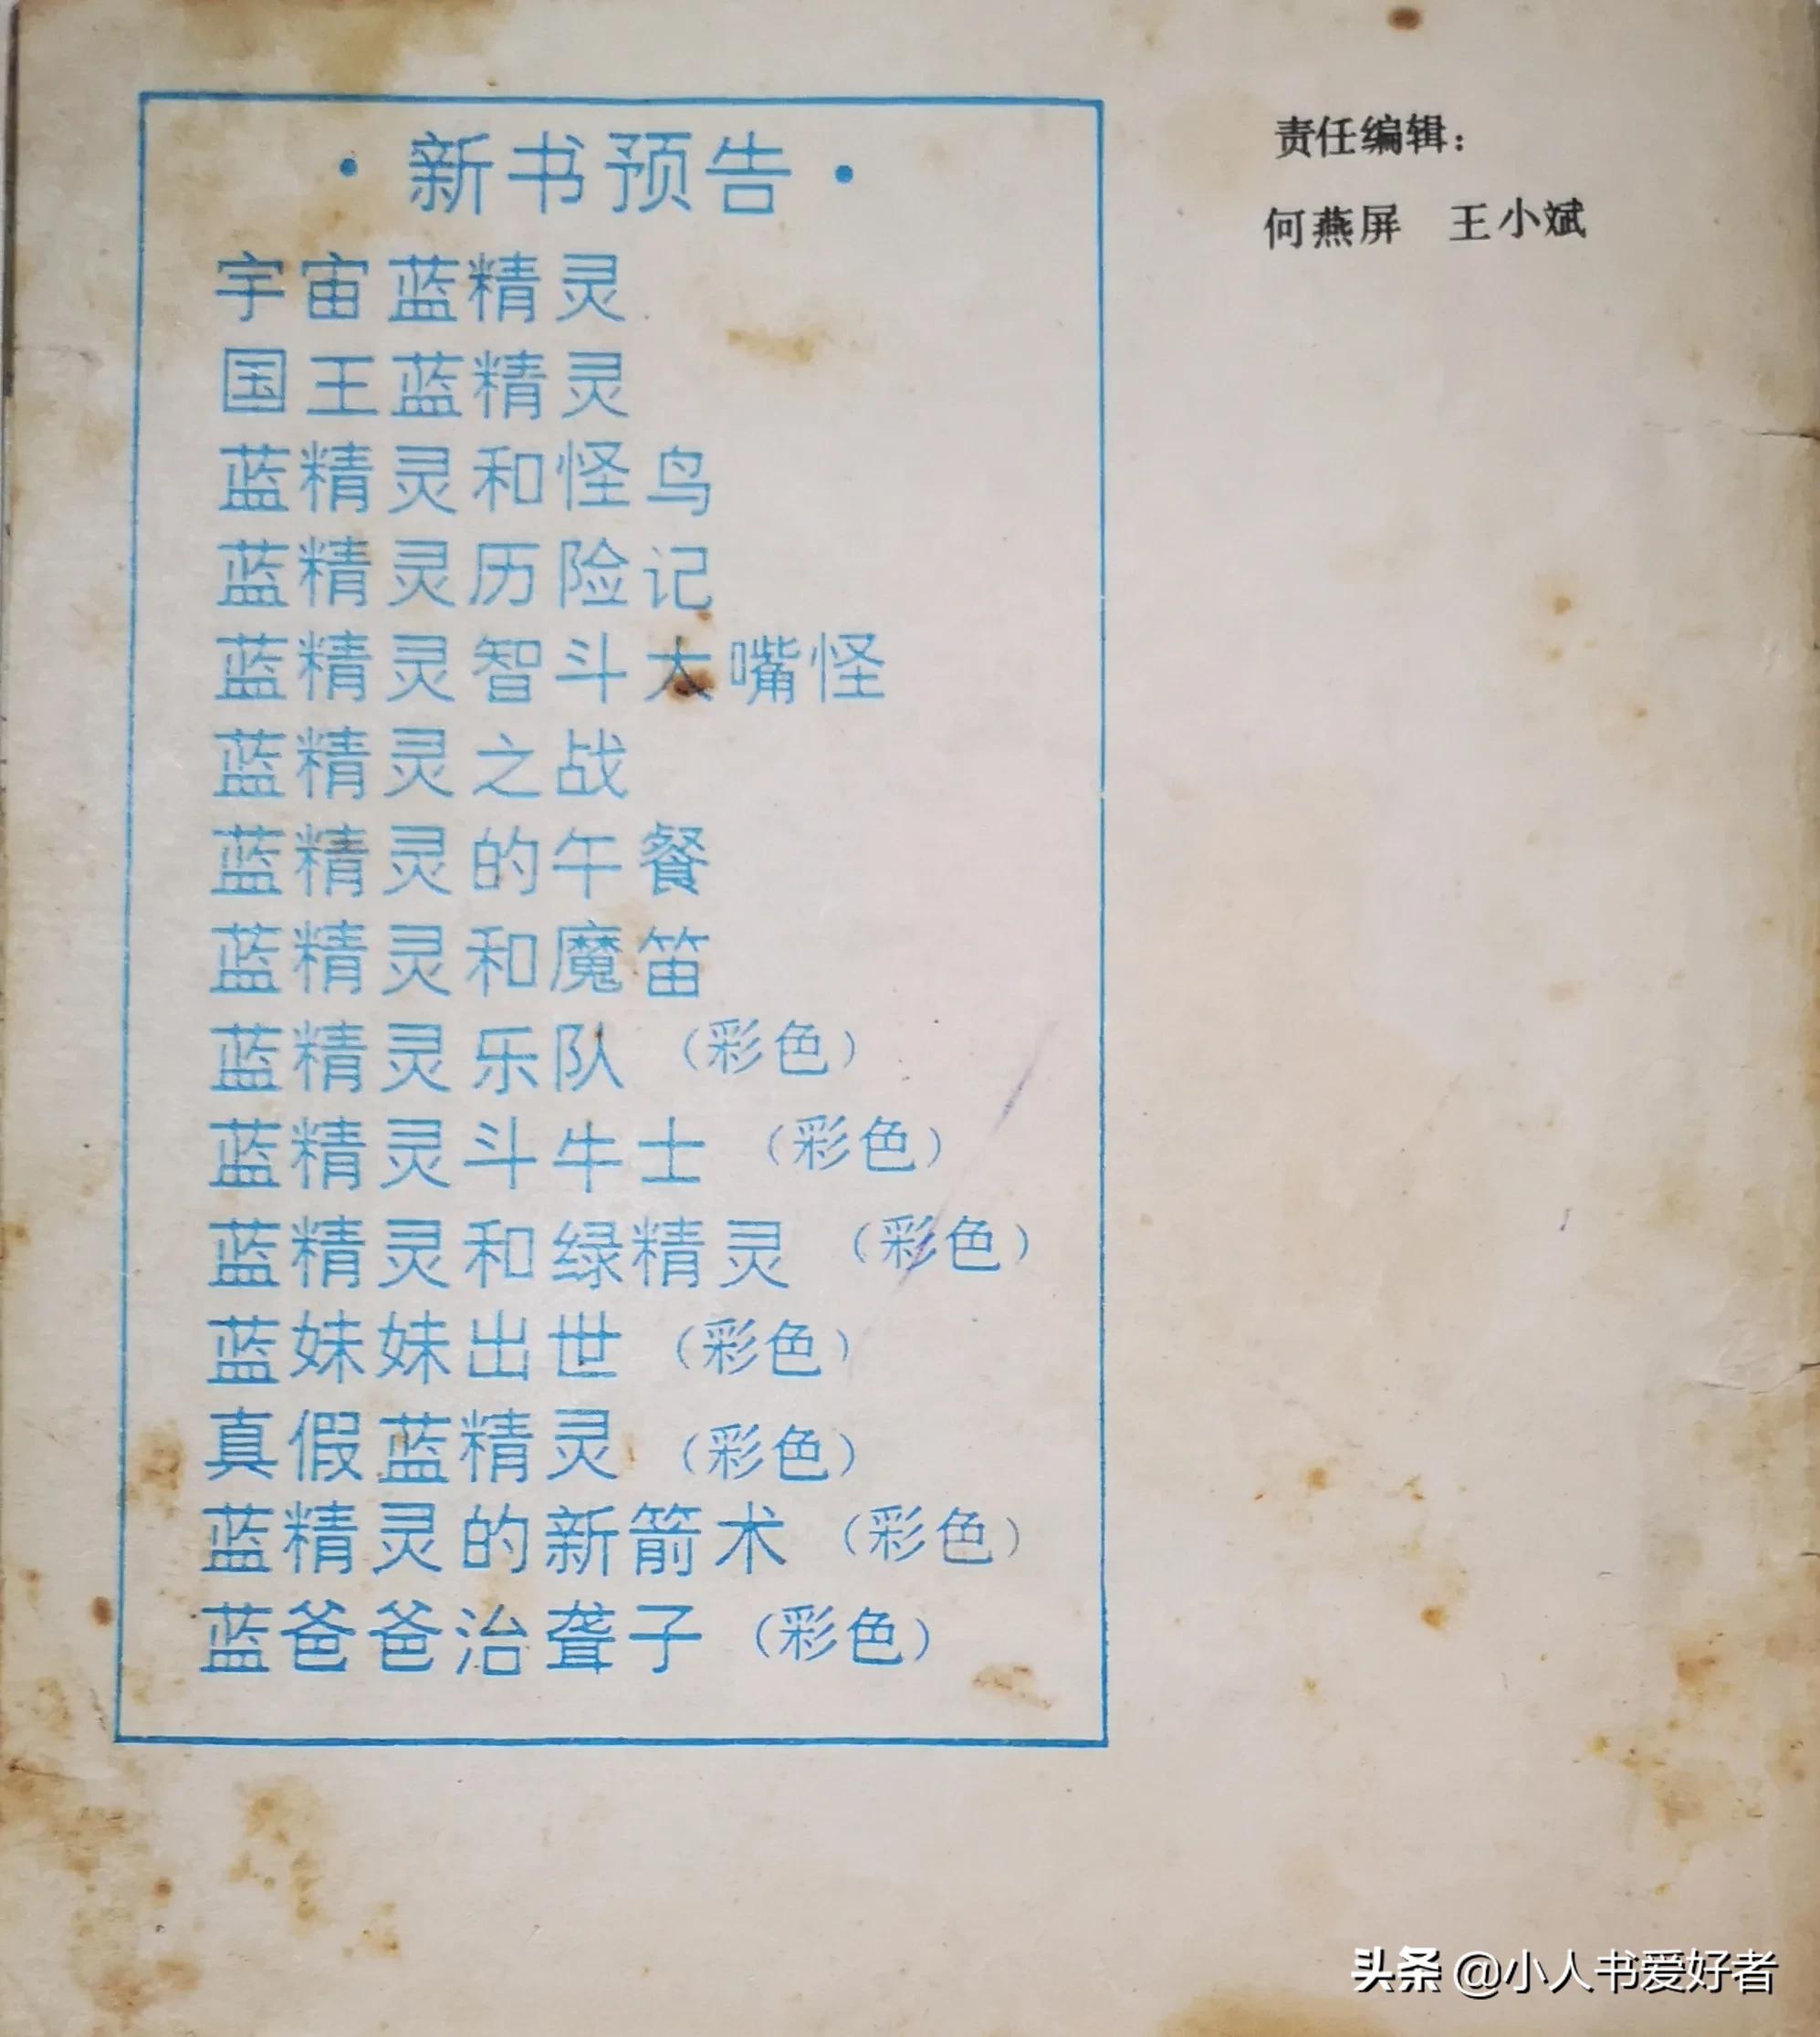 ·新书预告·
宇宙蓝精灵
国王蓝精灵
蓝精灵和怪鸟
蓝精灵历险记
蓝精灵智斗大嘴怪
蓝精灵之战
蓝精灵的午餐
蓝精灵和魔笛
蓝精灵乐队（彩色）
蓝精灵斗牛士（彩色）
蓝精灵和绿精灵（彩色）
蓝妹妹出世（彩色）
真假蓝精灵（彩色）
蓝精灵的新箭术（彩色）
蓝爸爸治聋子（彩色）
责任编辑：
何燕屏 王小斌
头条 @小人书爱好者